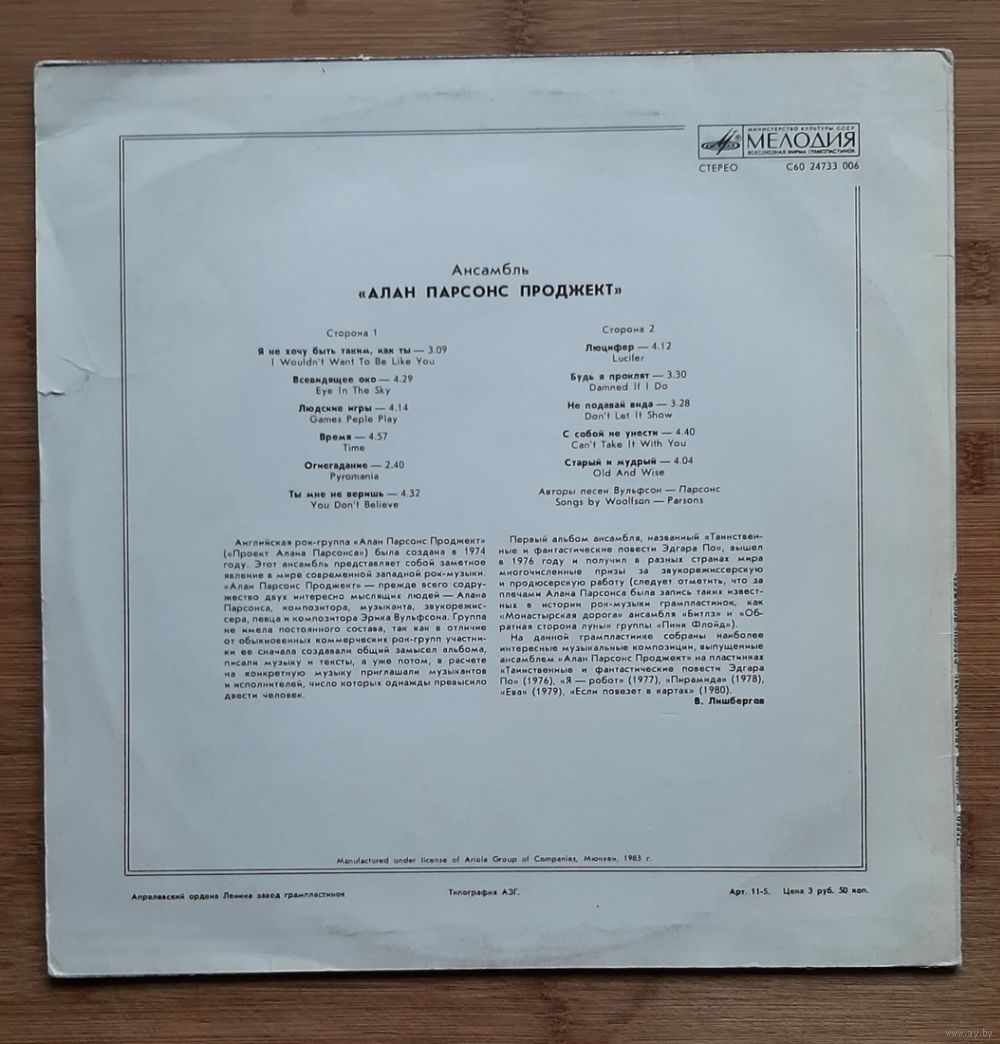 МИНИСТЕРСТВО КУЛЬТУРЫ СССР
МЕЛОДИЯ
ВСЕСОЮЗНАЯ ФИРМА ГРАМПЛАСТИНОК
СТЕРЕО С60 24733 006
Ансамбль
«АЛАН ПАРСОНС ПРОДЖЕКТ»
Сторона 1
Я не хочу быть таким, как ты — 3.09
I Wouldn't Want To Be Like You
Всевидящее око — 4.29
Eye In The Sky
Людские игры — 4.14
Games Peple Play
Время — 4.57
Time
Огнегадание — 2.40
Pyromania
Ты мне не веришь — 4.32
You Don't Believe
Сторона 2
Люцифер — 4.12
Lucifer
Будь я проклят — 3.30
Damned If I Do
Не подавай вида — 3.28
Don't Let It Show
С собой не унести — 4.40
Can't Take It With You
Старый и мудрый — 4.04
Old And Wise
Авторы песен Вульфсон — Парсонс
Songs by Woolfson — Parsons
Английская рок-группа «Алан Парсонс Проджект»
(«Проект Алана Парсонса») была создана в 1974
году. Этот ансамбль представляет собой заметное
явление в мире современной западной рок-музыки.
«Алан Парсонс Проджект» — прежде всего содру-
жество двух интересно мыслящих людей — Алана
Парсонса, композитора, музыканта, звукорежис-
сера, певца и композитора Эрика Вульфсона. Группа
не имела постоянного состава, так как в отличие
от обыкновенных коммерческих рок-групп участни-
ки ее сначала создавали общий замысел альбома,
писали музыку и тексты, а уже потом, в расчете
на конкретную музыку приглашали музыкантов
и исполнителей, число которых однажды превысило
двести человек.
Первый альбом ансамбля, названный «Таинствен-
ные и фантастические повести Эдгара По», вышел
в 1976 году и получил в разных странах мира
многочисленные призы за звукорежиссерскую
и продюсерскую работу (следует отметить, что за
плечами Алана Парсонса была запись таких извест-
ных в истории рок-музыки грампластинок, как
«Монастырская дорога» ансамбля «Битлз» и «Об-
ратная сторона луны» группы «Пинк Флойд»).
На данной грампластинке собраны наиболее
интересные музыкальные композиции, выпущенные
ансамблем «Алан Парсонс Проджект» на пластинках
«Таинственные и фантастические повести Эдгара
По» (1976), «Я — робот» (1977), «Пирамида» (1978),
«Ева» (1979), «Если повезет в картах» (1980).
В. Лишбергов
Manufactured under license of Ariola Group of Companies, Мюнхен, 1983 г.
Апрелевский ордена Ленина завод грампластинок Типография АЗГ. Арт. 11-5. Цена 3 руб. 50 коп.
www.ay.by